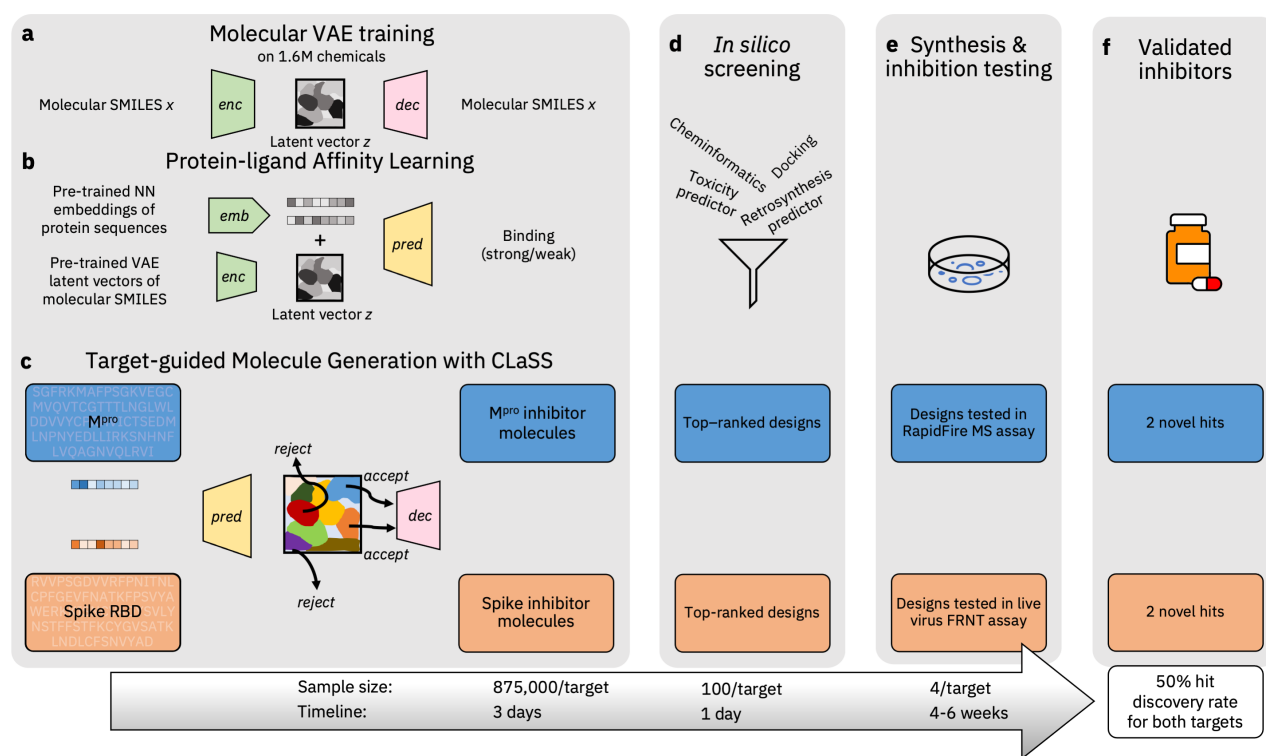 a
Molecular VAE training
on 1.6M chemicals
Molecular SMILES x
enc
dec
Molecular SMILES x
Latent vector z
b
Protein-ligand Affinity Learning
Pre-trained NN
embeddings of
protein sequences
emb
+
pred
Binding
(strong/weak)
Pre-trained VAE
latent vectors of
molecular SMILES
enc
Latent vector z
c
Target-guided Molecule Generation with CLaSS
SGFRKMAFPSGKVEGC
MVQVTCGTTTLNGLWL
DDVVYC ICTSEDM
LNPNYEDLLIRKSNHNF
LVQAGNVQLRVI
Mpro
Mpro inhibitor
molecules
reject
accept
pred
dec
accept
reject
RVVPSGDVVRFPNITNL
CPFGEVFNATKFPSVYA
WER SVLY
NSTFFSTFKCYGVSATK
LNDLCFSNVYAD
Spike RBD
Spike inhibitor
molecules
d
In silico
screening
Cheminformatics
Docking
Toxicity
predictor
Retrosynthesis
predictor
Top–ranked designs
Top-ranked designs
e
Synthesis &
inhibition testing
Designs tested in
RapidFire MS assay
Designs tested in live
virus FRNT assay
f
Validated
inhibitors
2 novel hits
2 novel hits
Sample size: 875,000/target 100/target 4/target
Timeline: 3 days 1 day 4-6 weeks
50% hit
discovery rate
for both targets